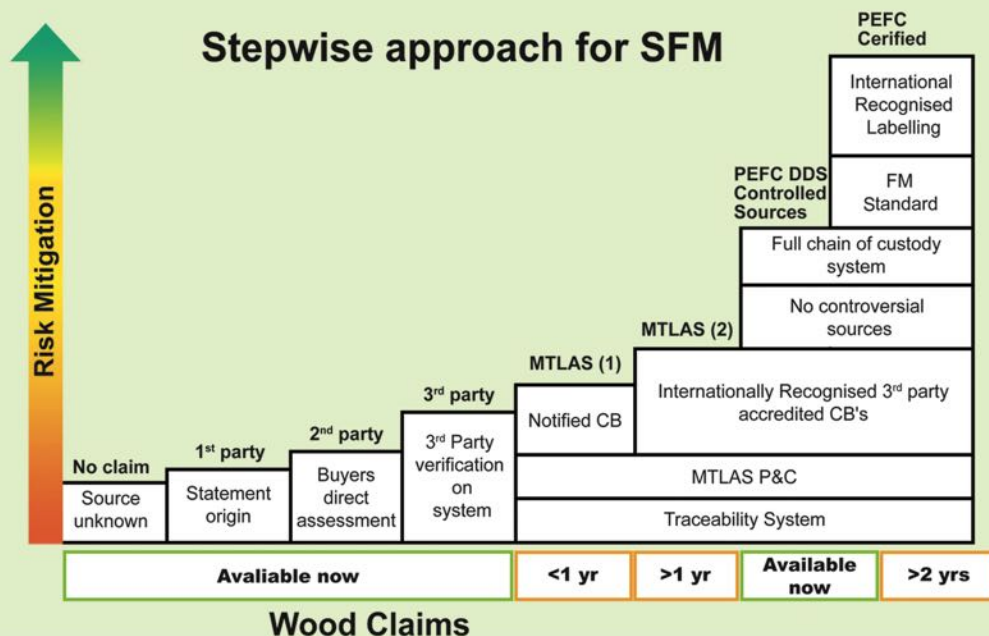 Stepwise approach for SFM
Risk Mitigation
No claim
Source
unknown
1st party
Statement
origin
2nd party
Buyers
direct
assessment
3rd party
3rd Party
verification
on
system
MTLAS (1)
Notified CB
MTLAS (2)
Internationally Recognised 3rd party
accredited CB's
MTLAS P&C
Traceability System
PEFC DDS
Controlled
Sources
Full chain of custody
system
No controversial
sources
PEFC
Cerified
International
Recognised
Labelling
FM
Standard
Avaliable now
<1 yr
>1 yr
Available
now
>2 yrs
Wood Claims